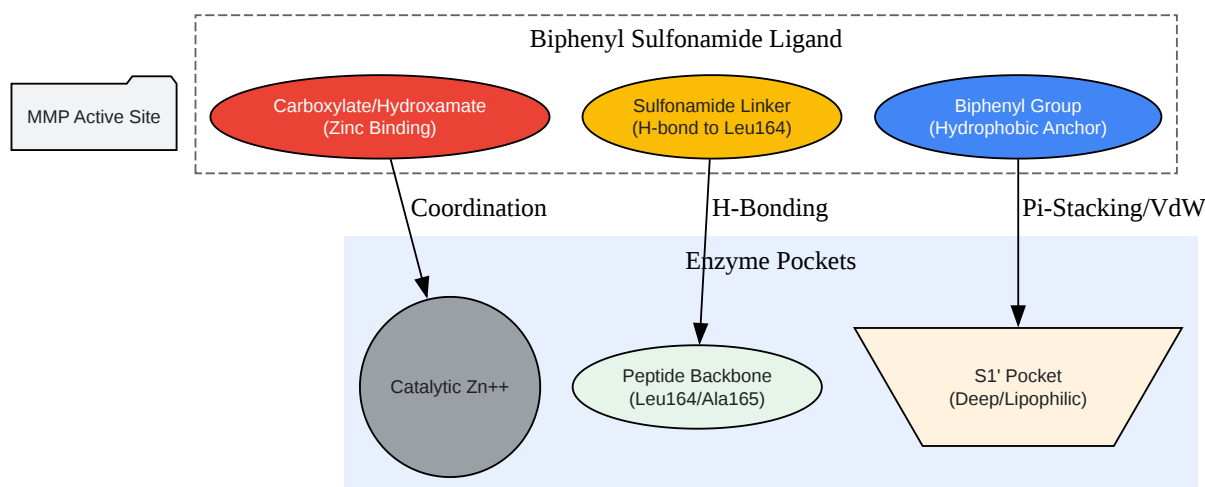 Biphenyl Sulfonamide Ligand
MMP Active Site
Carboxylate/Hydroxamate
(Zinc Binding)
Sulfonamide Linker
(H-bond to Leu164)
Biphenyl Group
(Hydrophobic Anchor)
Coordination
H-Bonding
Pi-Stacking/VdW
Enzyme Pockets
Catalytic Zn++
Peptide Backbone
(Leu164/Ala165)
S1' Pocket
(Deep/Lipophilic)